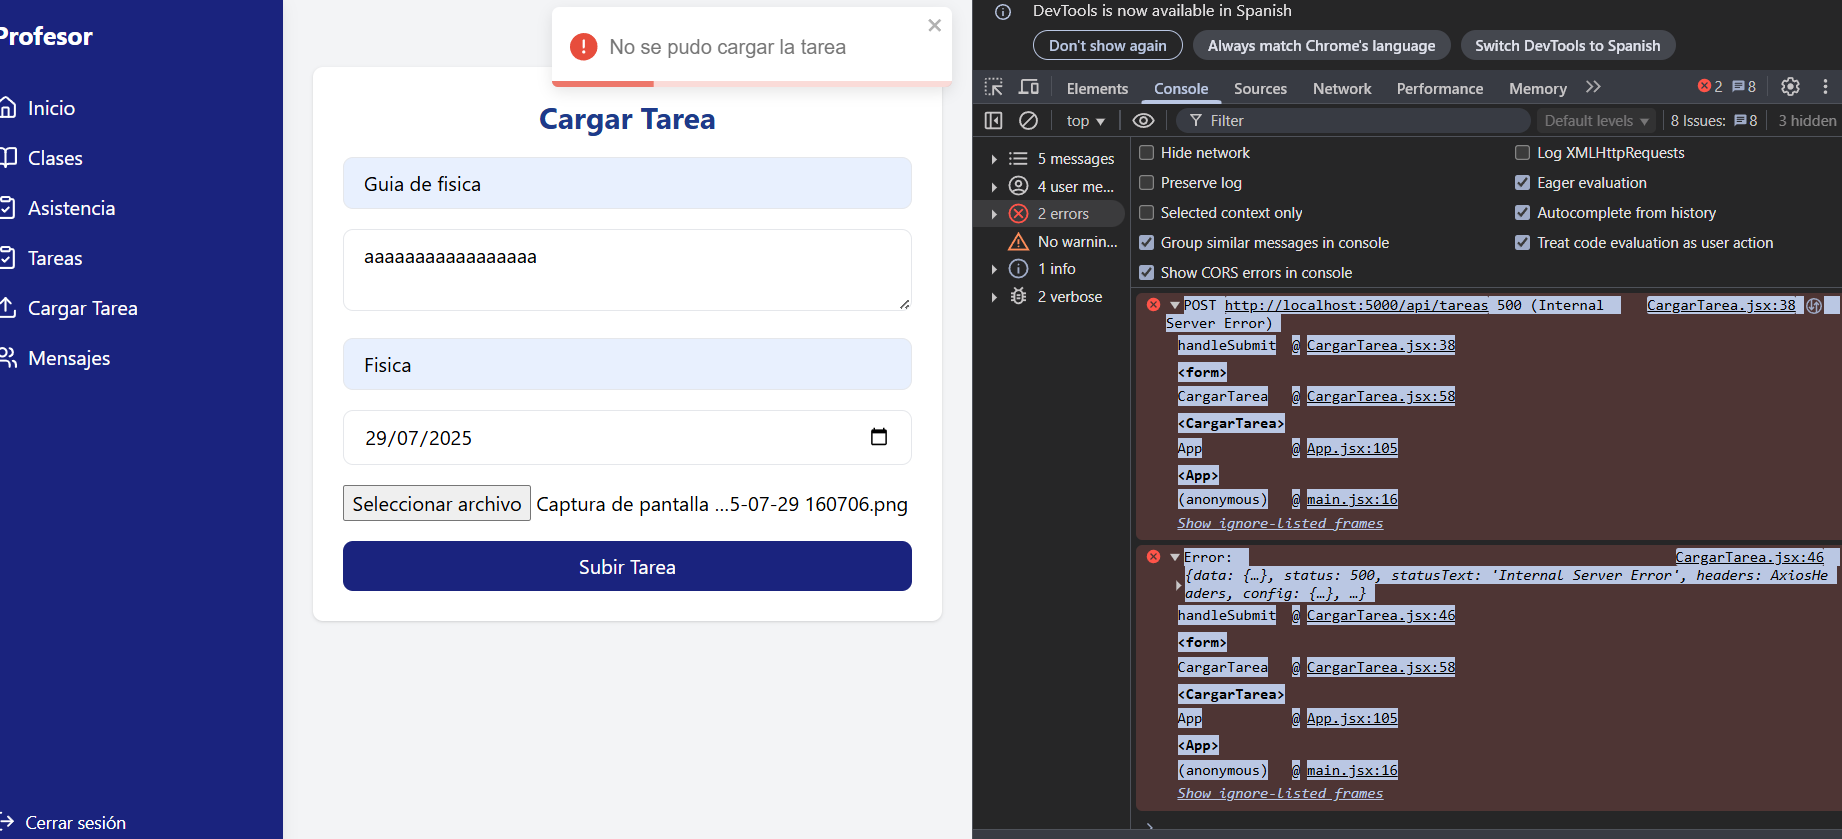 Profesor
Inicio
Clases
Asistencia
Tareas
Cargar Tarea
Mensajes
Cerrar sesión
No se pudo cargar la tarea
Cargar Tarea
Guia de fisica
aaaaaaaaaaaaaaaaa
Fisica
29/07/2025
Seleccionar archivo Captura de pantalla ...5-07-29 160706.png
Subir Tarea
DevTools is now available in Spanish
Don't show again Always match Chrome's language Switch DevTools to Spanish
Elements Console Sources Network Performance Memory 2 8
top Filter Default levels 8 Issues: 8 3 hidden
5 messages
4 user me...
2 errors
No warnin...
1 info
2 verbose
Hide network Log XMLHttpRequests
Preserve log Eager evaluation
Selected context only Autocomplete from history
Group similar messages in console Treat code evaluation as user action
Show CORS errors in console
POST http://localhost:5000/api/tareas 500 (Internal CargarTarea.jsx:38
Server Error)
handleSubmit @ CargarTarea.jsx:38
<form>
CargarTarea @ CargarTarea.jsx:58
<CargarTarea>
App @ App.jsx:105
<App>
(anonymous) @ main.jsx:16
Show ignore-listed frames
Error: CargarTarea.jsx:46
{data: {…}, status: 500, statusText: 'Internal Server Error', headers: AxiosHe
aders, config: {…}, …}
handleSubmit @ CargarTarea.jsx:46
<form>
CargarTarea @ CargarTarea.jsx:58
<CargarTarea>
App @ App.jsx:105
<App>
(anonymous) @ main.jsx:16
Show ignore-listed frames